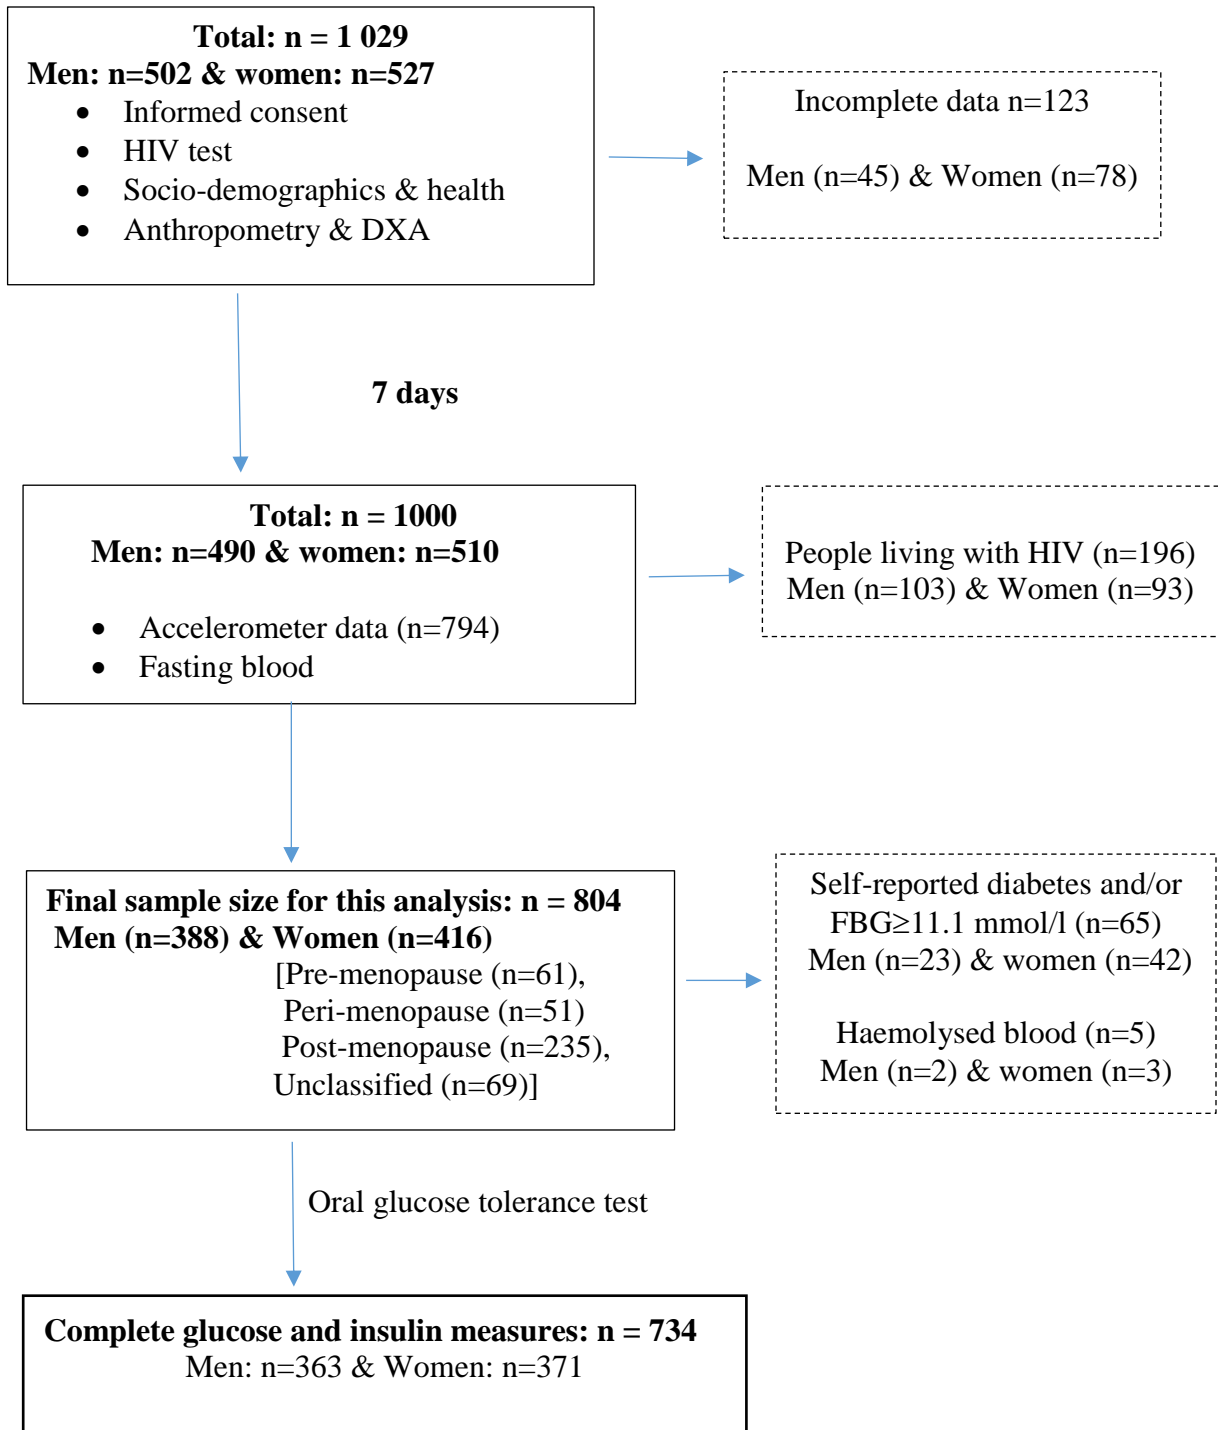 Total: n = 1 029
Men: n=502 & women: n=527
• Informed consent
• HIV test
• Socio-demographics & health
• Anthropometry & DXA
Incomplete data n=123
Men (n=45) & Women (n=78)
7 days
Total: n = 1000
Men: n=490 & women: n=510
• Accelerometer data (n=794)
• Fasting blood
People living with HIV (n=196)
Men (n=103) & Women (n=93)
Final sample size for this analysis: n = 804
Men (n=388) & Women (n=416)
[Pre-menopause (n=61),
Peri-menopause (n=51)
Post-menopause (n=235),
Unclassified (n=69)]
Self-reported diabetes and/or
FBG≥11.1 mmol/l (n=65)
Men (n=23) & women (n=42)
Haemolysed blood (n=5)
Men (n=2) & women (n=3)
Oral glucose tolerance test
Complete glucose and insulin measures: n = 734
Men: n=363 & Women: n=371